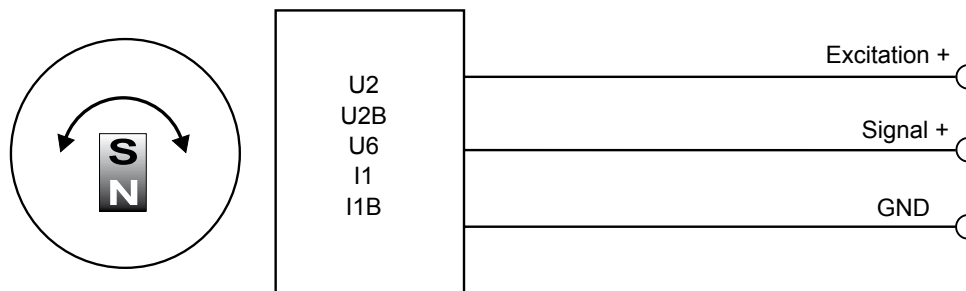 S
N
U2
U2B
U6
I1
I1B
Excitation +
Signal +
GND